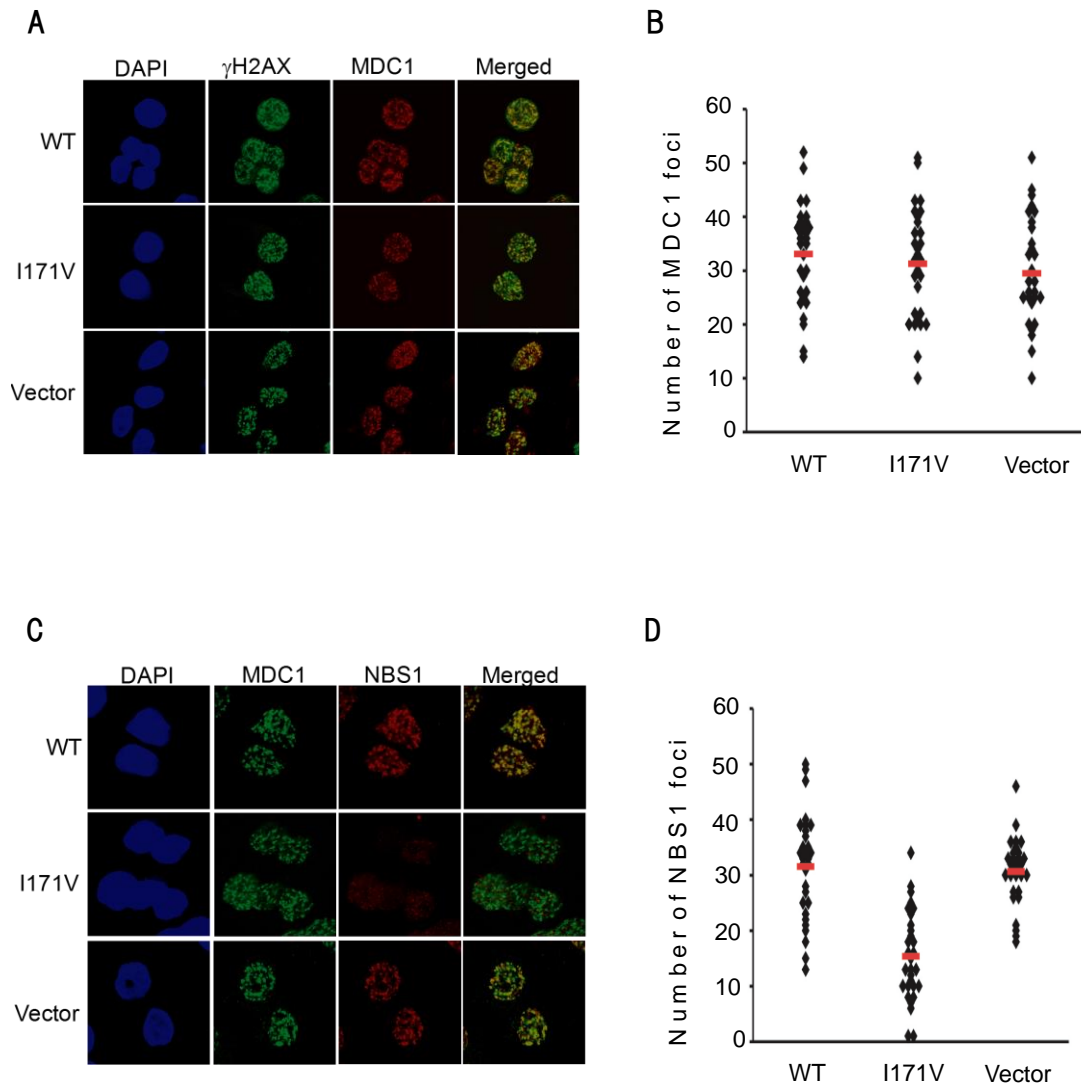 A
DAPI γH2AX MDC1 Merged
WT
I171V
Vector
B
Number of MDC1 foci
60
50
40
30
20
10
0
WT I171V Vector
C
DAPI MDC1 NBS1 Merged
WT
I171V
Vector
D
Number of NBS1 foci
60
50
40
30
20
10
0
WT I171V Vector